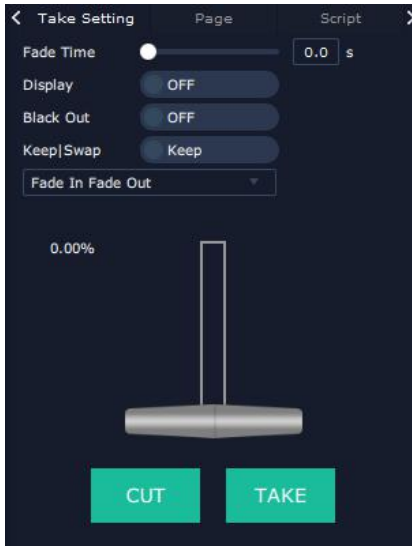 Take Setting Page Script
Fade Time 0.0 s
Display OFF
Black Out OFF
Keep|Swap Keep
Fade In Fade Out
0.00%
CUT TAKE